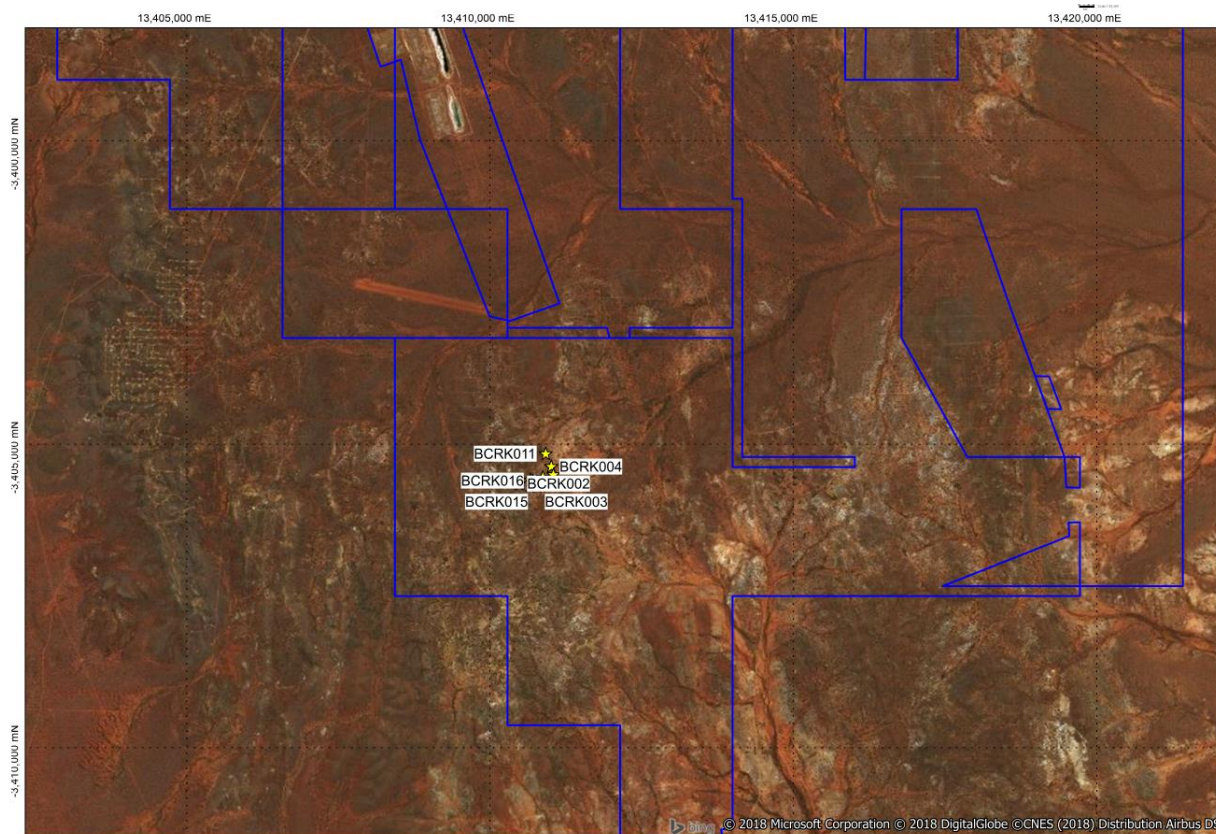 13,405,000 mE
13,410,000 mE
13,415,000 mE
13,420,000 mE
-3,400,000 mN
-3,405,000 mN
-3,410,000 mN
BCRK011
BCRK004
BCRK016
BCRK002
BCRK015
BCRK003
bing
© 2018 Microsoft Corporation © 2018 DigitalGlobe ©CNES (2018) Distribution Airbus DS